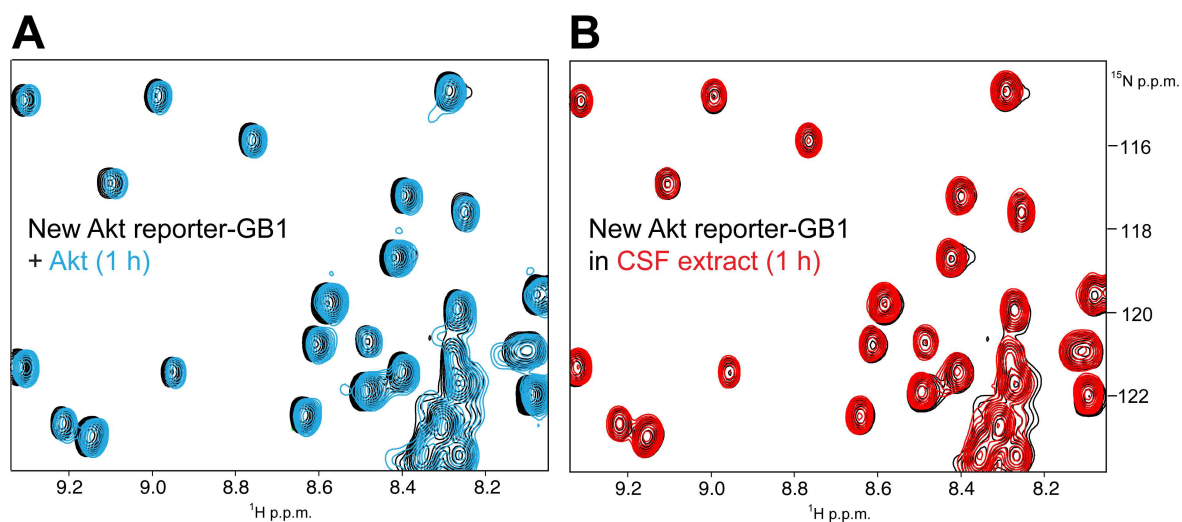 A
B
New Akt reporter-GB1
+ Akt (1 h)
New Akt reporter-GB1
in CSF extract (1 h)
¹⁵N p.p.m.
116
118
120
122
9.2 9.0 8.8 8.6 8.4 8.2
¹H p.p.m.
9.2 9.0 8.8 8.6 8.4 8.2
¹H p.p.m.